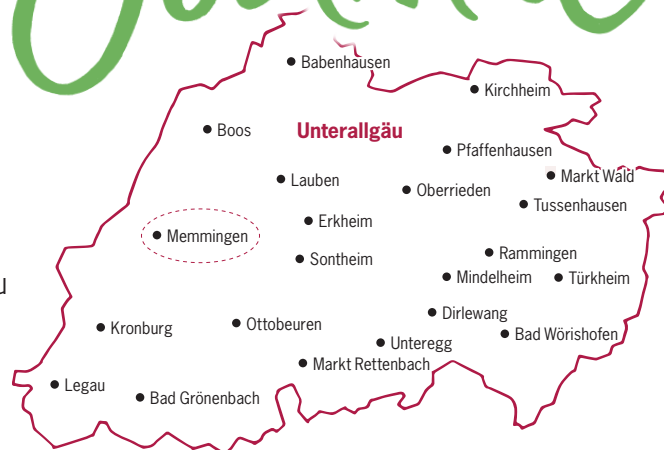 Babenhausen
Kirchheim
Boos
Unterallgäu
Pfaffenhausen
Lauben
Oberrieden
Markt Wald
Tussenhausen
Erkheim
Memmingen
Sontheim
Rammingen
Mindelheim
Türkheim
Dirlewang
Kronburg
Ottobeuren
Bad Wörishofen
Unteregg
Markt Rettenbach
Legau
Bad Grönenbach